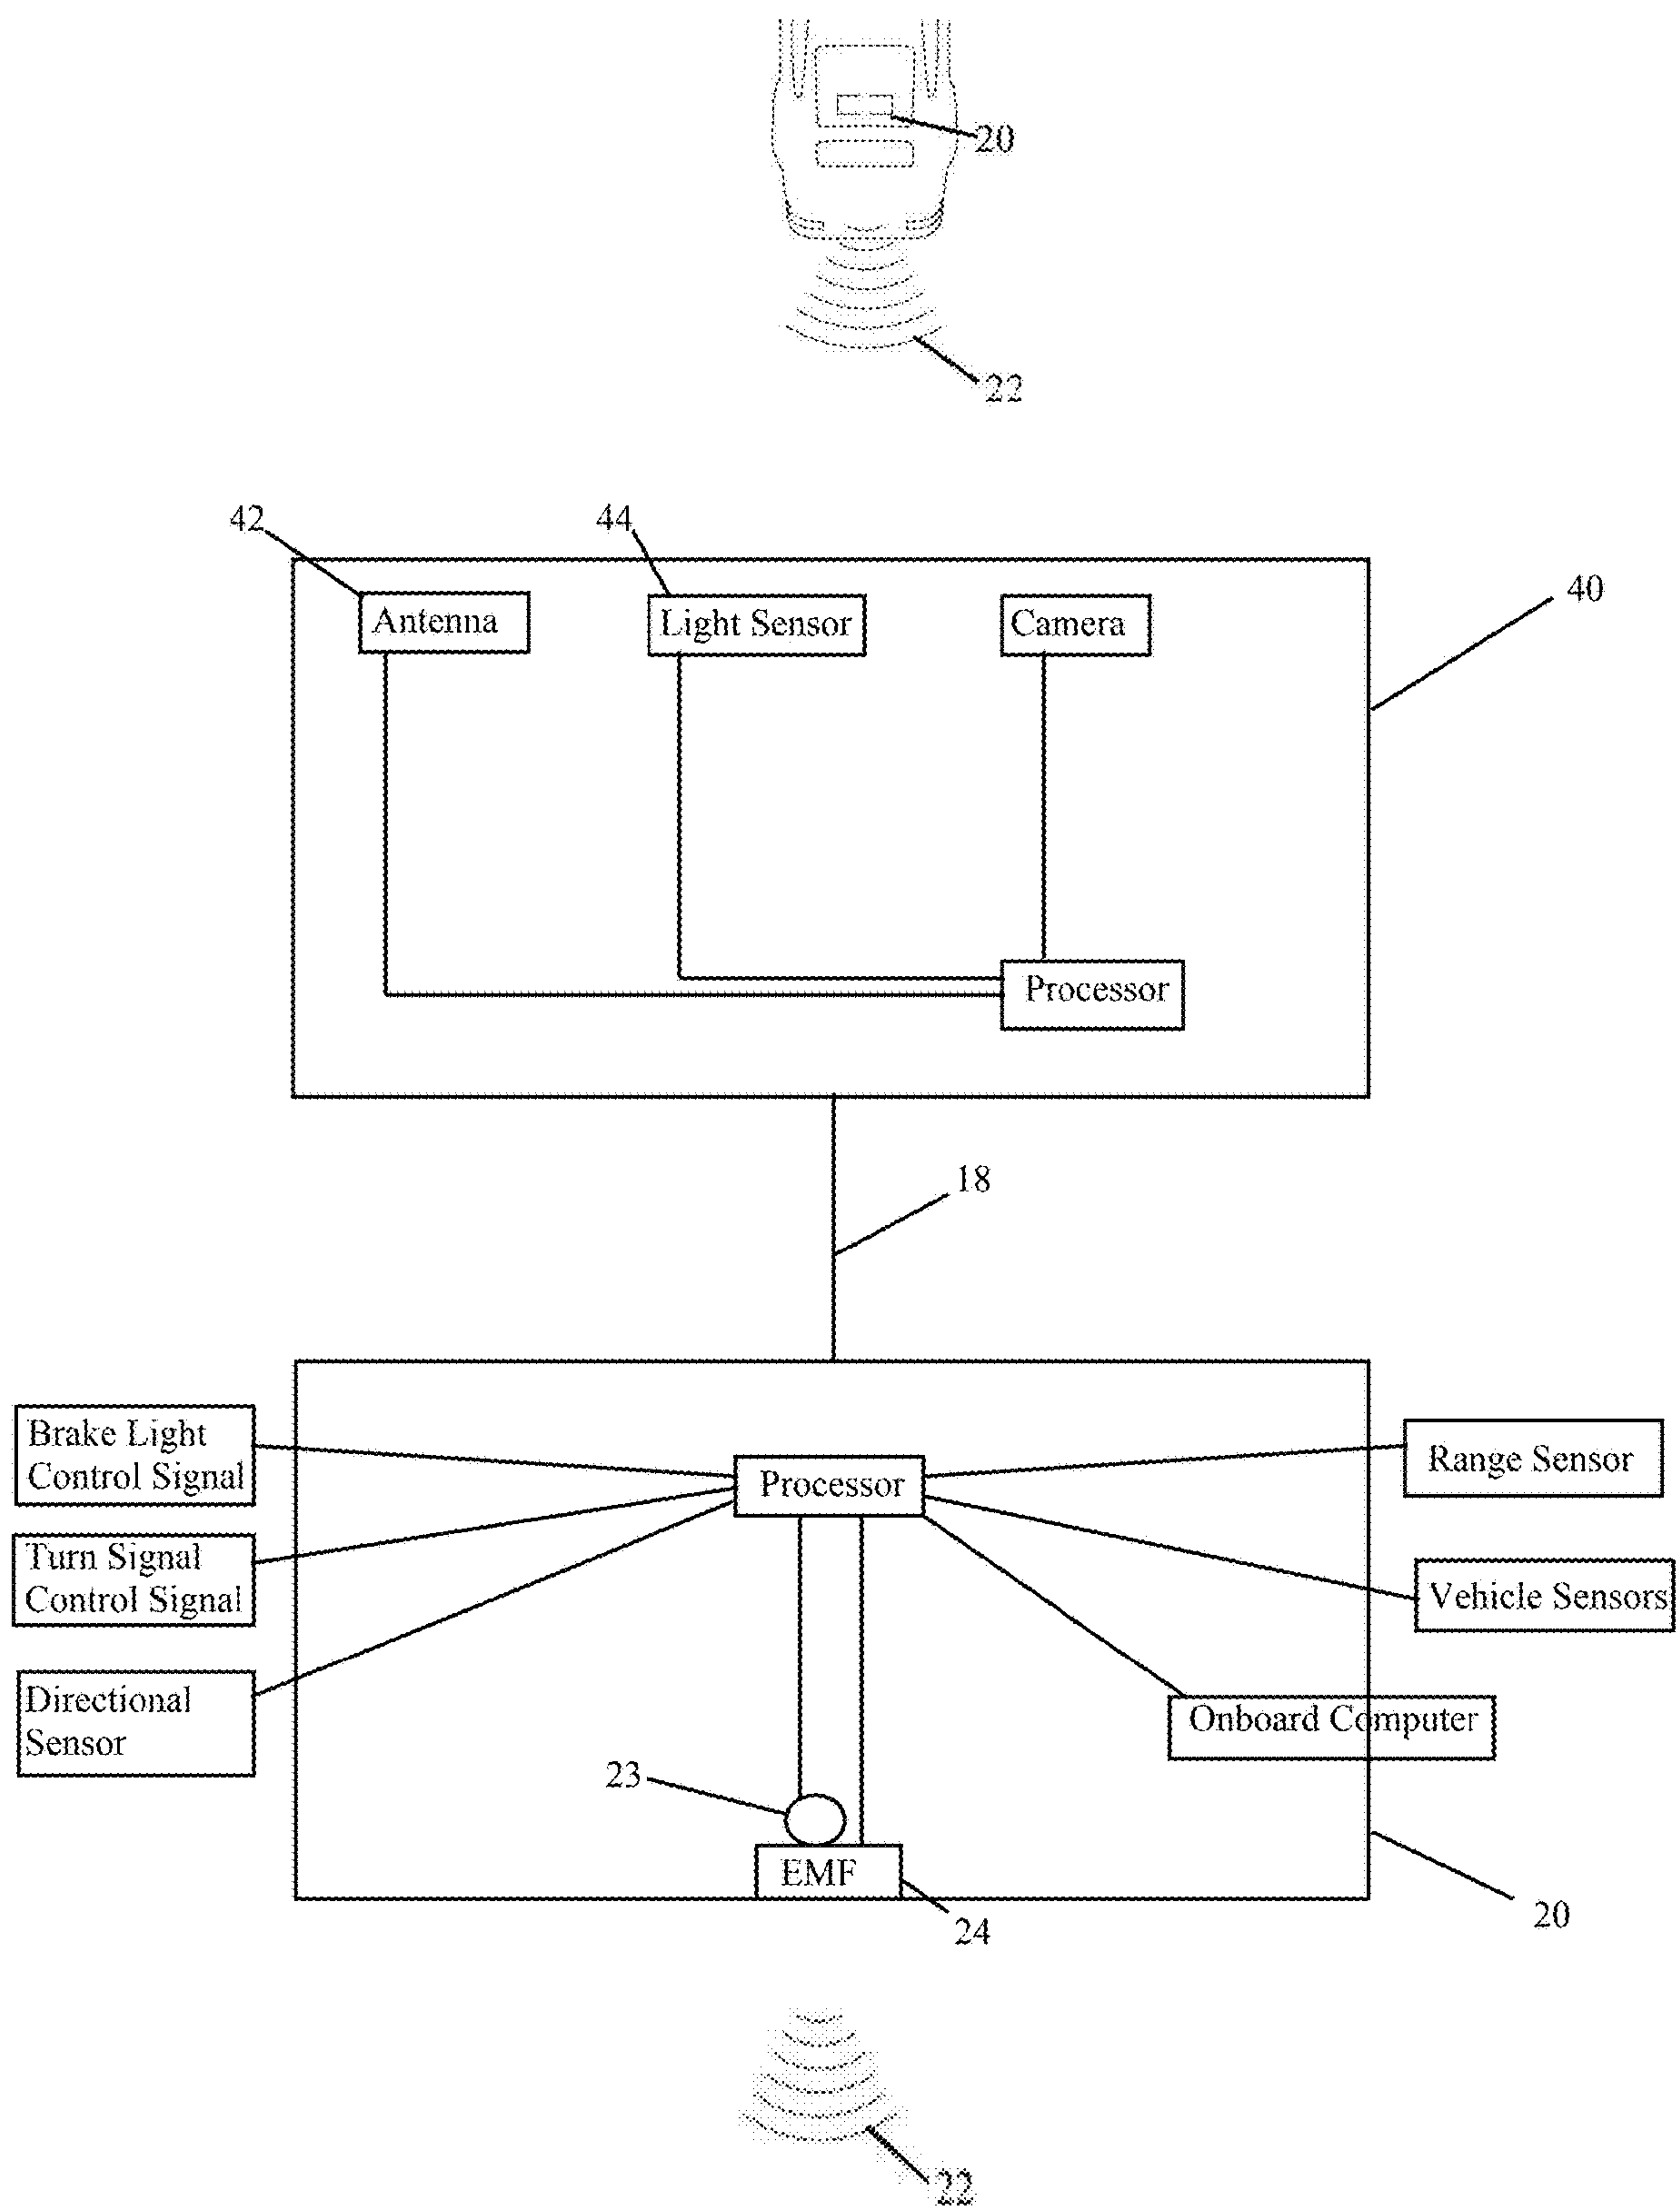 20
22
42
44
40
Antenna
Light Sensor
Camera
Processor
18
Brake Light
Control Signal
Processor
Range Sensor
Turn Signal
Control Signal
Vehicle Sensors
Directional
Sensor
Onboard Computer
23
EMF
24
20
22